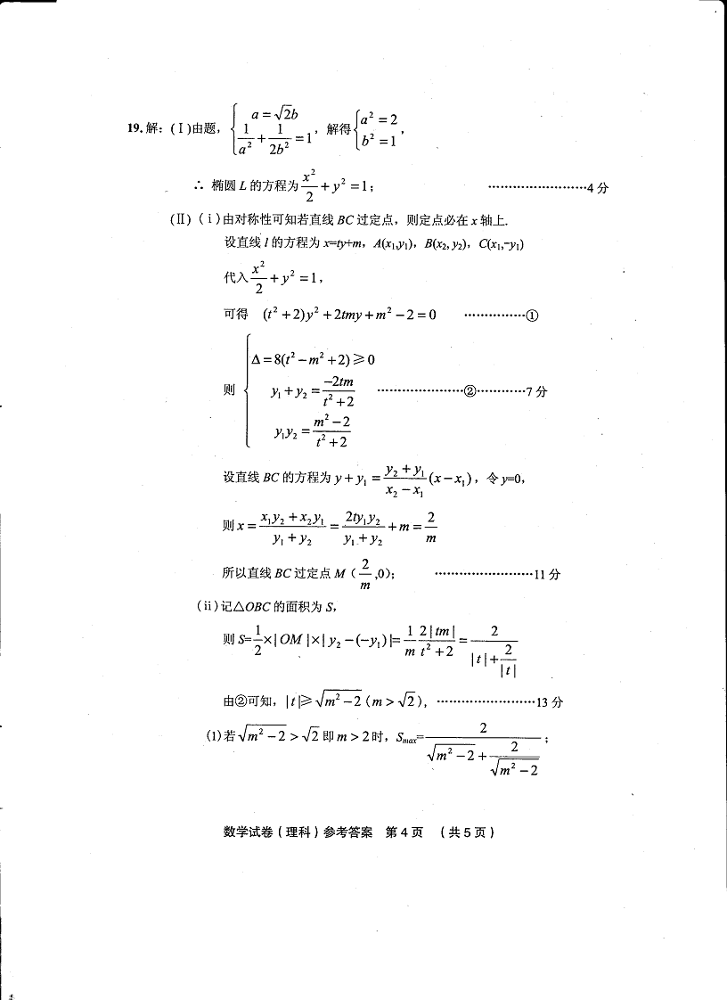 19.解：(Ⅰ)由题，{a=√2b，1/a²+1/2b²=1，解得{a²=2，b²=1，
∴ 椭圆 L 的方程为x²/2+y²=1； ……………………4 分
(Ⅱ)（ⅰ)由对称性可知若直线 BC 过定点，则定点必在 x 轴上.
设直线 l 的方程为 x=ty+m，A(x₁,y₁)，B(x₂, y₂)，C(x₁,-y₁)
代入x²/2+y²=1，
可得 (t²+2)y²+2tmy+m²-2=0 ……………①
则 {Δ=8(t²-m²+2)≥0
y₁+y₂=-2tm/(t²+2) …………………②…………7 分
y₁y₂=(m²-2)/(t²+2)
设直线 BC 的方程为 y+y₁=(y₂+y₁)/(x₂-x₁)(x-x₁)，令 y=0，
则 x=(x₁y₂+x₂y₁)/(y₁+y₂)=2ty₁y₂/(y₁+y₂)+m=2/m
所以直线 BC 过定点 M（2/m,0)； ……………………11 分
(ⅱ)记△OBC 的面积为 S，
则 S=1/2×|OM|×|y₂-(-y₁)|=1/m 2|tm|/(t²+2)=2/(|t|+2/|t|)
由②可知，|t|≥√(m²-2)(m>√2)，……………………13 分
(1)若√(m²-2)>√2 即 m>2时，Smax=2/(√(m²-2)+2/√(m²-2))；
数学试卷(理科)参考答案 第 4 页 （共 5 页）